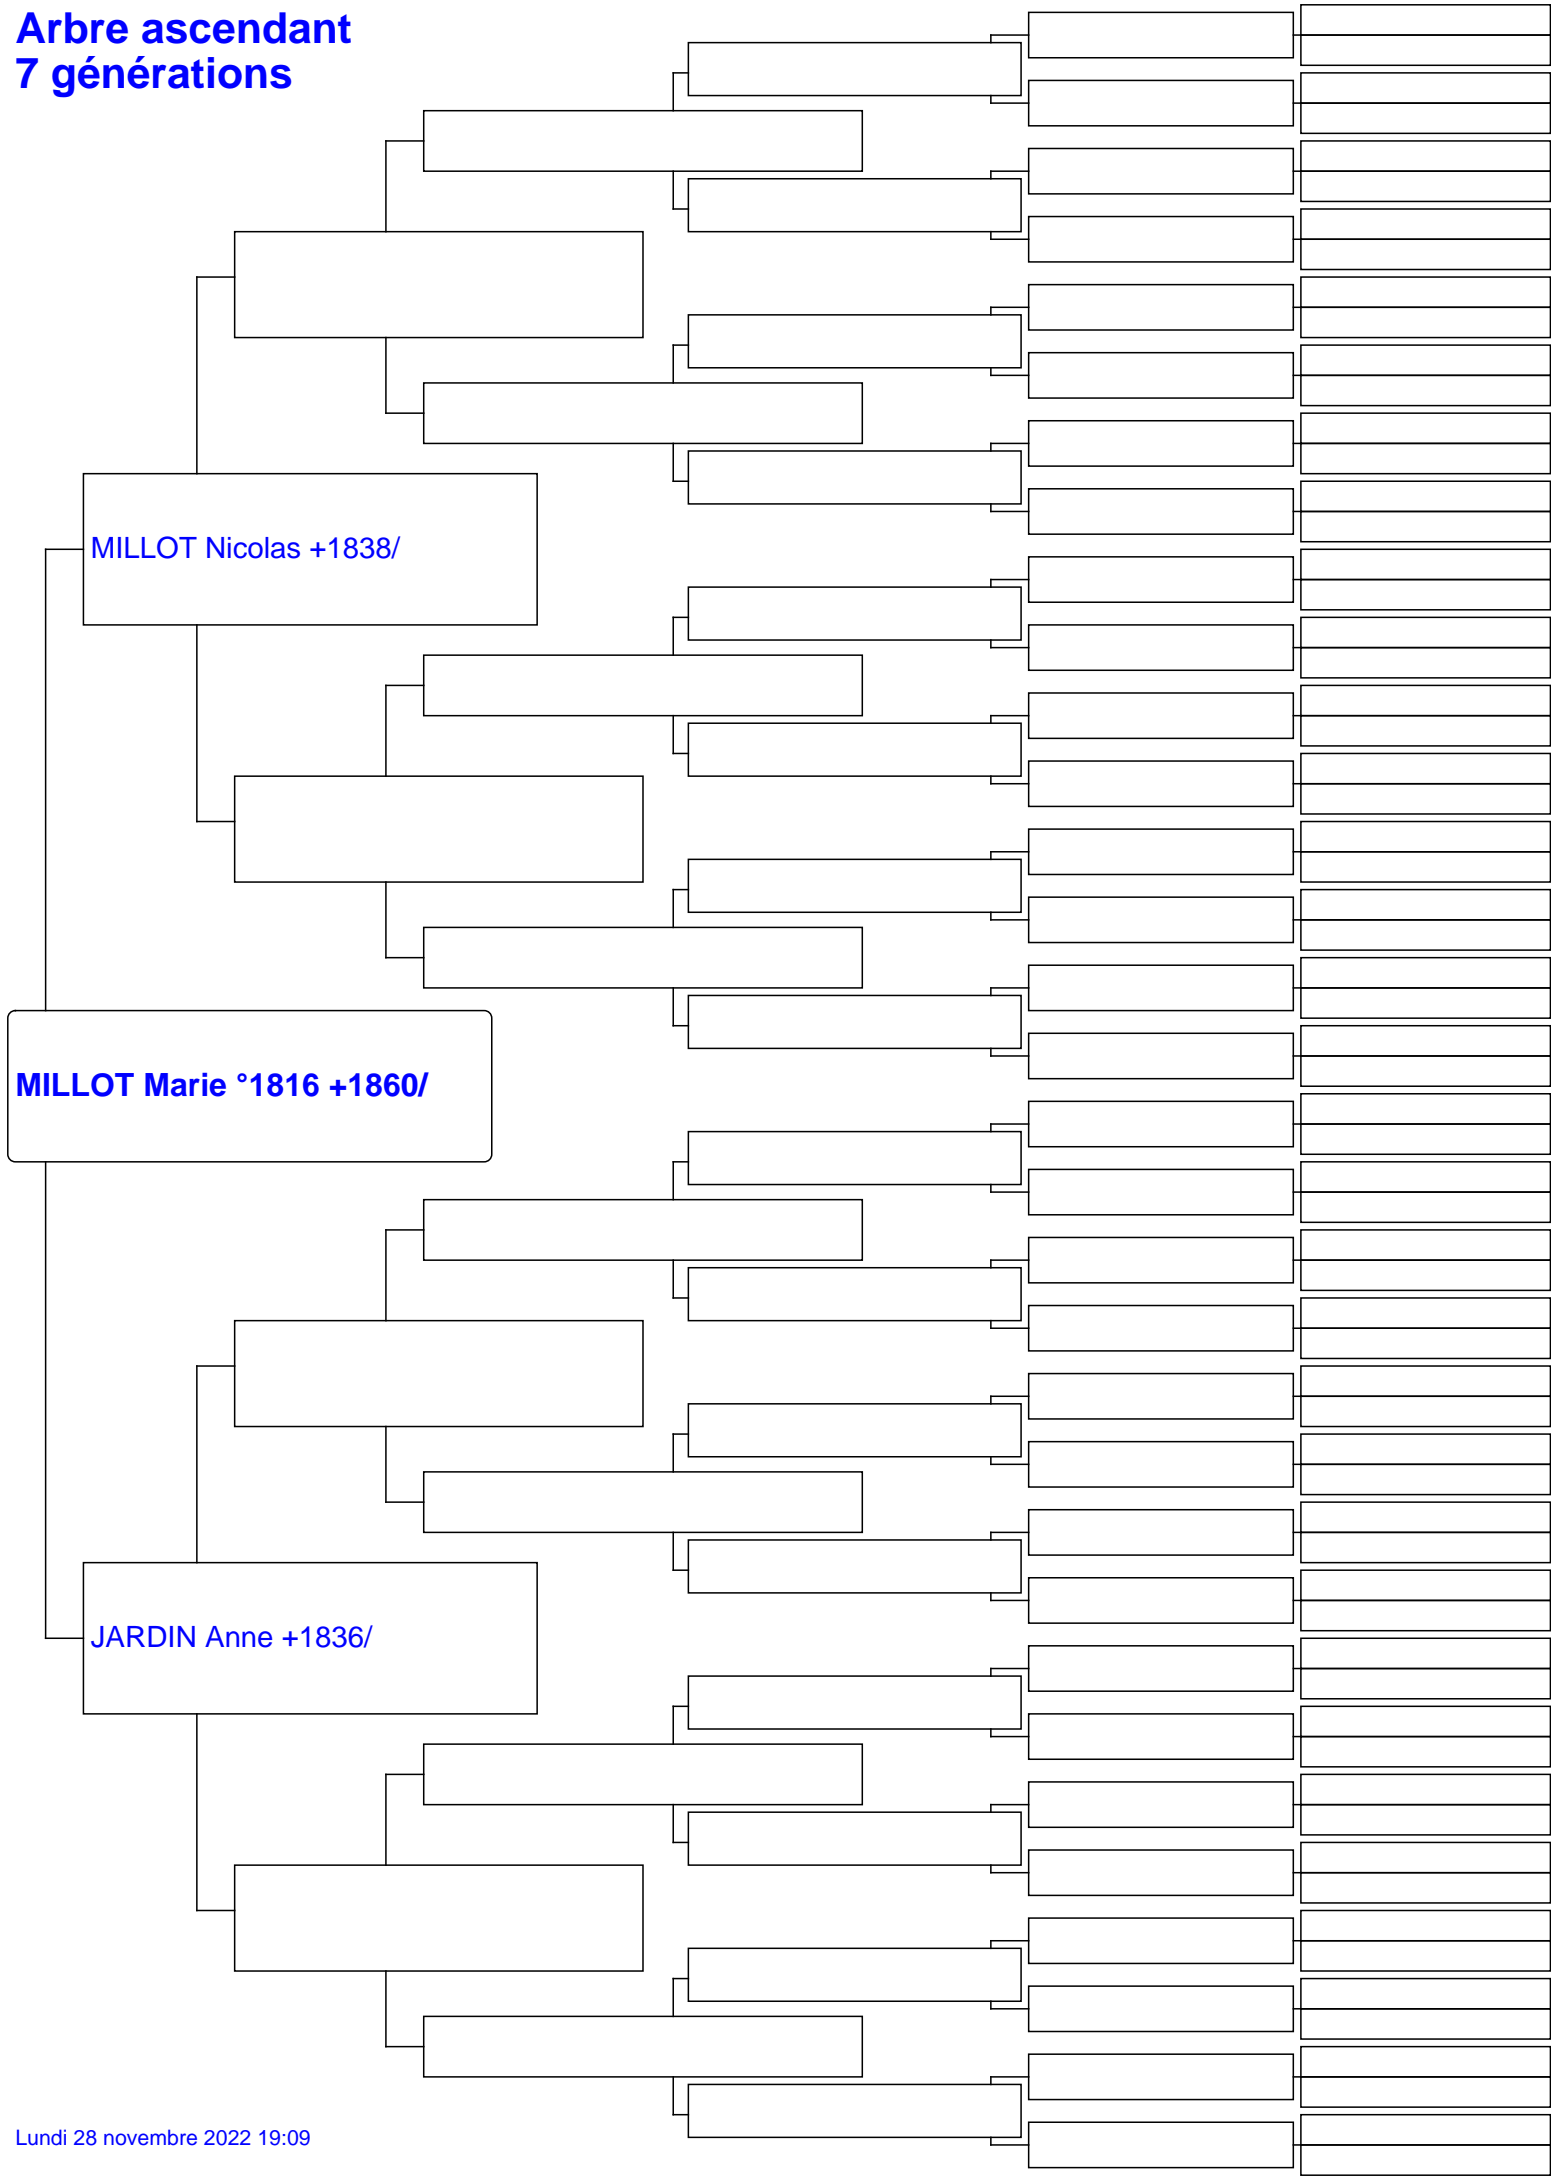 Arbre ascendant
7 générations
MILLOT Nicolas +1838/
MILLOT Marie °1816 +1860/
JARDIN Anne +1836/
Lundi 28 novembre 2022 19:09